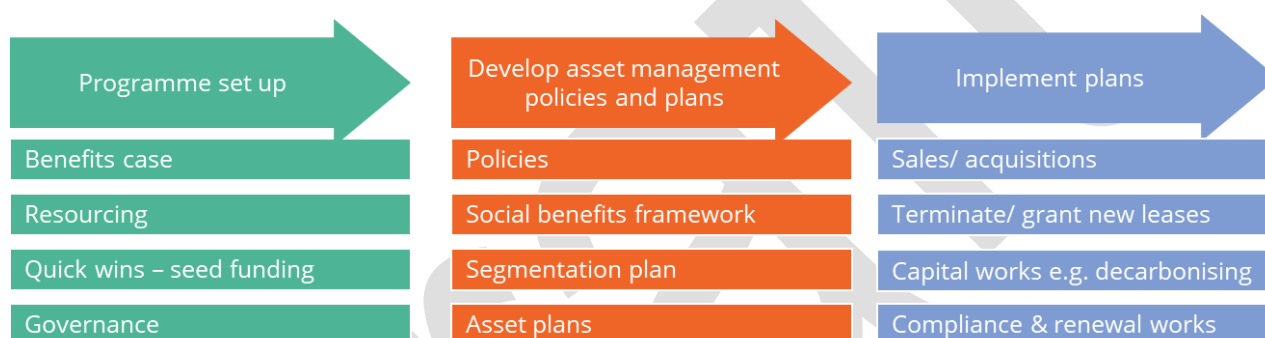 Programme set up
Benefits case
Resourcing
Quick wins – seed funding
Governance
Develop asset management
policies and plans
Policies
Social benefits framework
Segmentation plan
Asset plans
Implement plans
Sales/ acquisitions
Terminate/ grant new leases
Capital works e.g. decarbonising
Compliance & renewal works